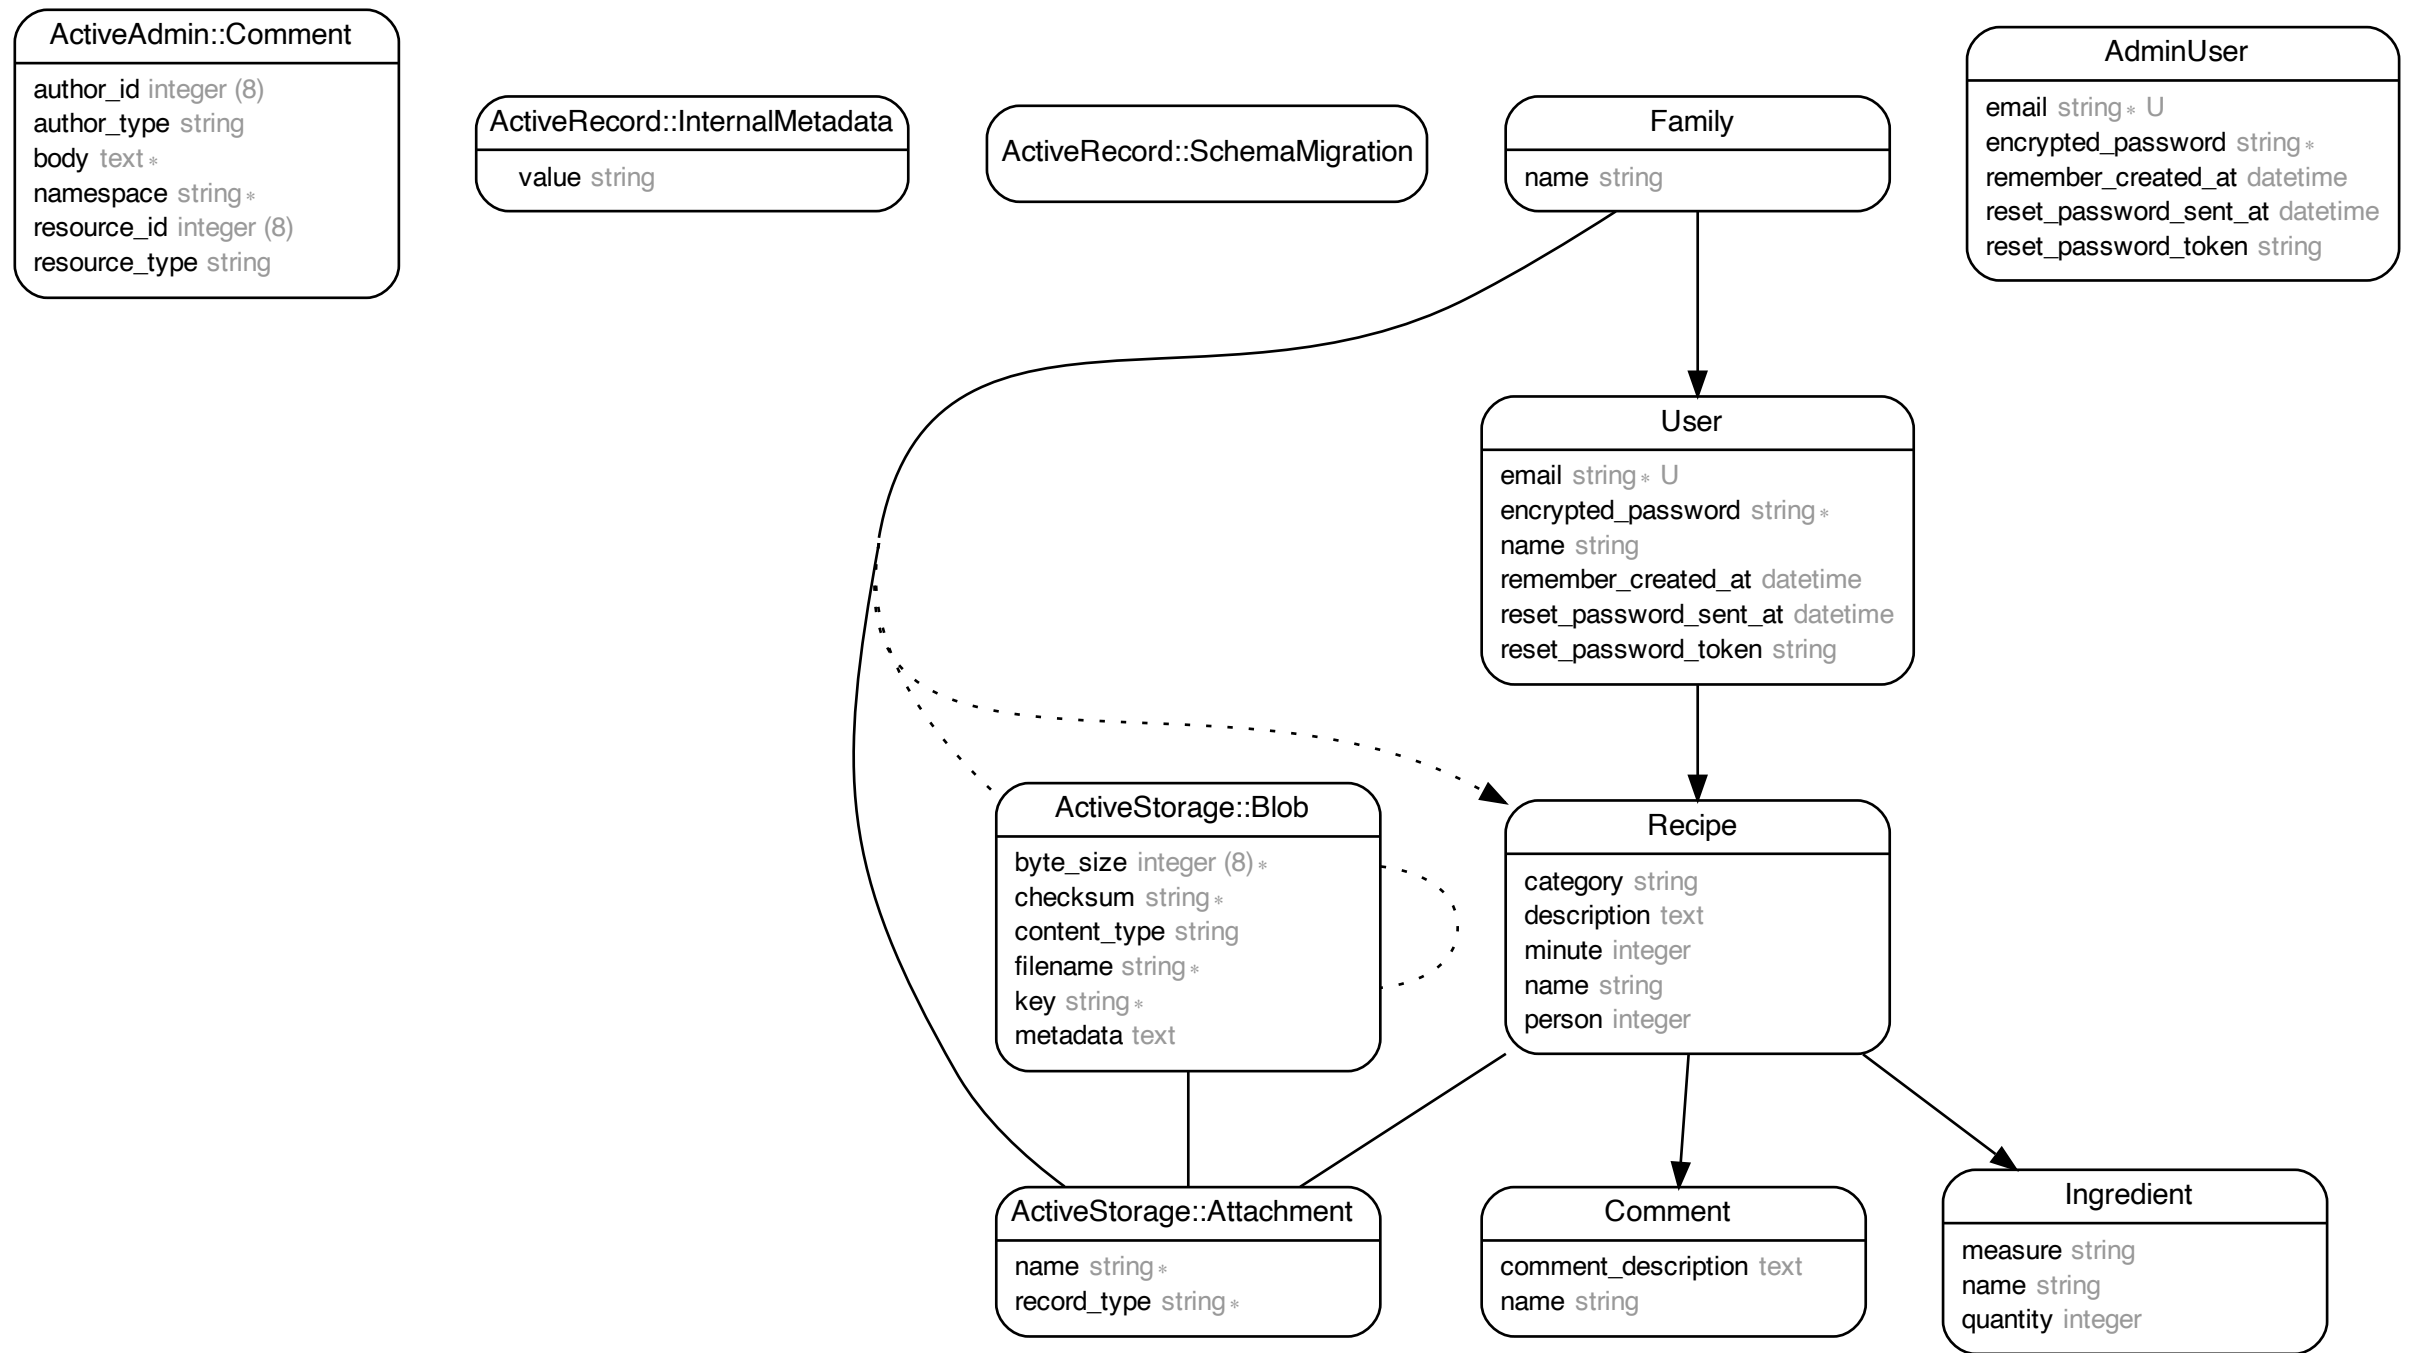 ActiveAdmin::Comment
author_id integer (8)
author_type string
body text *
namespace string *
resource_id integer (8)
resource_type string
ActiveRecord::InternalMetadata
value string
ActiveRecord::SchemaMigration
Family
name string
AdminUser
email string * U
encrypted_password string *
remember_created_at datetime
reset_password_sent_at datetime
reset_password_token string
User
email string * U
encrypted_password string *
name string
remember_created_at datetime
reset_password_sent_at datetime
reset_password_token string
ActiveStorage::Blob
byte_size integer (8) *
checksum string *
content_type string
filename string *
key string *
metadata text
Recipe
category string
description text
minute integer
name string
person integer
ActiveStorage::Attachment
name string *
record_type string *
Comment
comment_description text
name string
Ingredient
measure string
name string
quantity integer